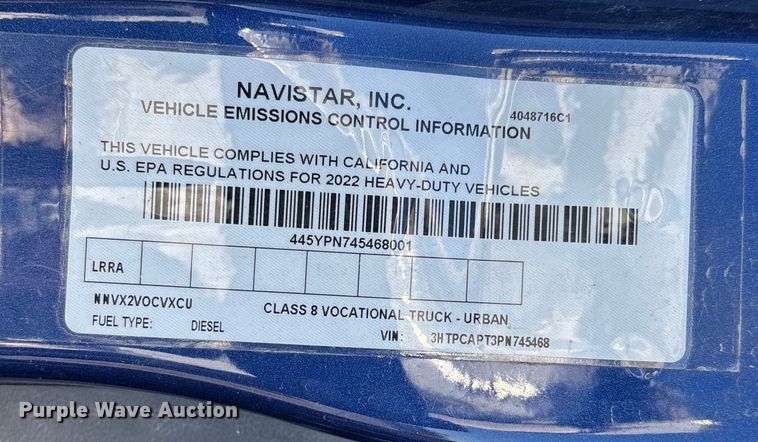 NAVISTAR, INC.
4048716C1
VEHICLE EMISSIONS CONTROL INFORMATION
THIS VEHICLE COMPLIES WITH CALIFORNIA AND
U.S. EPA REGULATIONS FOR 2022 HEAVY-DUTY VEHICLES
445YPN745468001
LRRA
NNVX2VOCVXCU
CLASS 8 VOCATIONAL TRUCK - URBAN
FUEL TYPE: DIESEL
VIN: 3HTPCAPT3PN745468
Purple Wave Auction